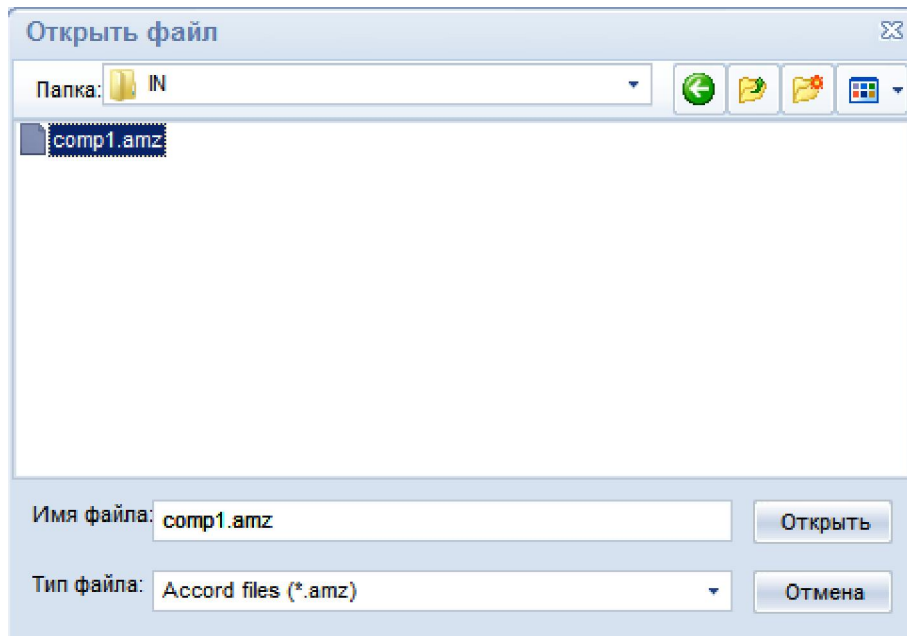 Открыть файл
Папка: IN
comp1.amz
Имя файла: comp1.amz
Открыть
Тип файла: Accord files (*.amz)
Отмена